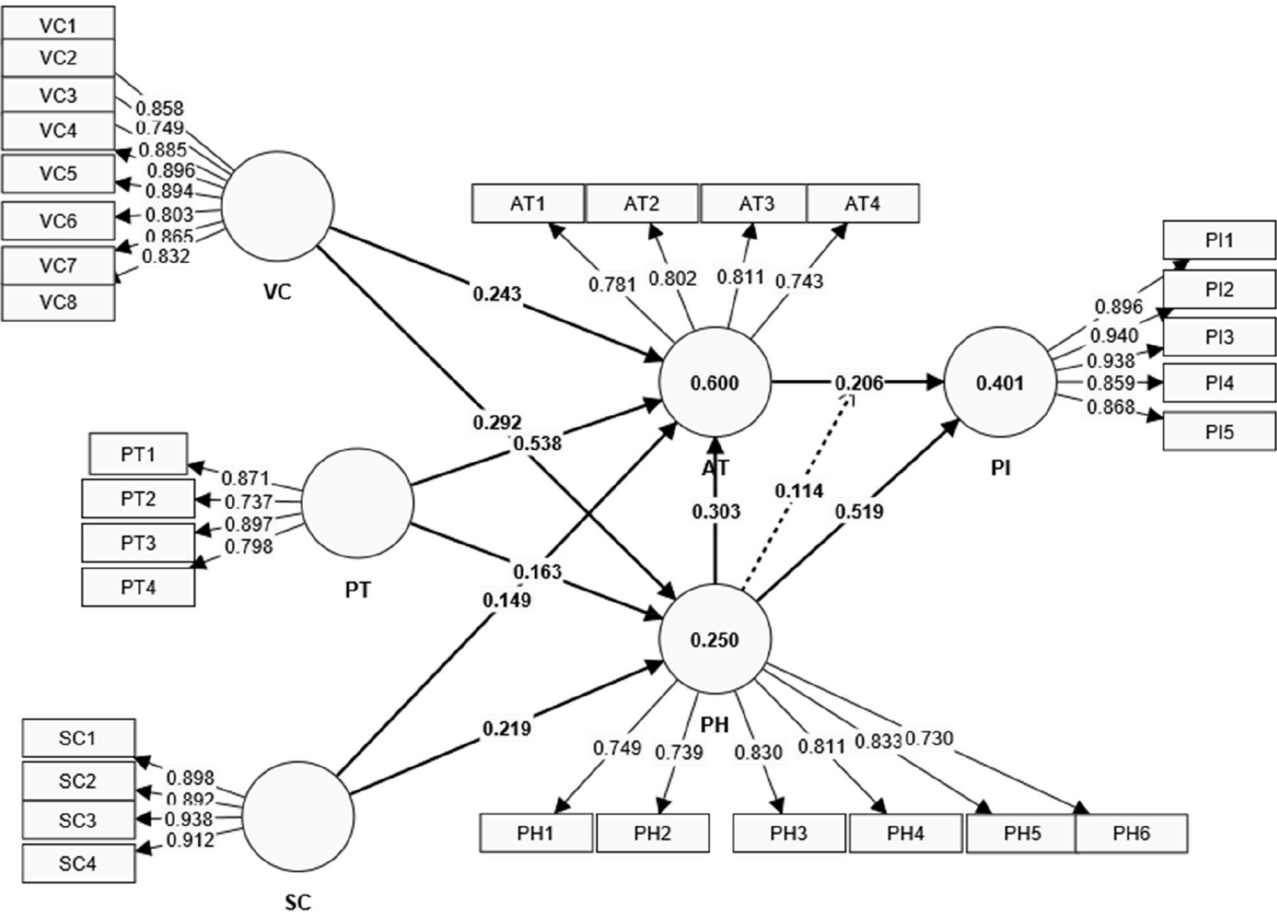 VC1
VC2
VC3
VC4
VC5
VC6
VC7
VC8
0.858
0.749
0.885
0.896
0.894
0.803
0.865
0.832
VC
0.243
0.292
AT1
AT2
AT3
AT4
0.781
0.802
0.811
0.743
0.600
AT
0.206
0.401
PI
PI1
PI2
PI3
PI4
PI5
0.896
0.940
0.938
0.859
0.868
PT1
PT2
PT3
PT4
0.871
0.737
0.897
0.798
PT
0.538
0.163
0.149
0.303
0.114
0.519
0.250
PH
0.219
SC1
SC2
SC3
SC4
0.898
0.892
0.938
0.912
SC
0.749
0.739
0.830
0.811
0.833
0.730
PH1
PH2
PH3
PH4
PH5
PH6